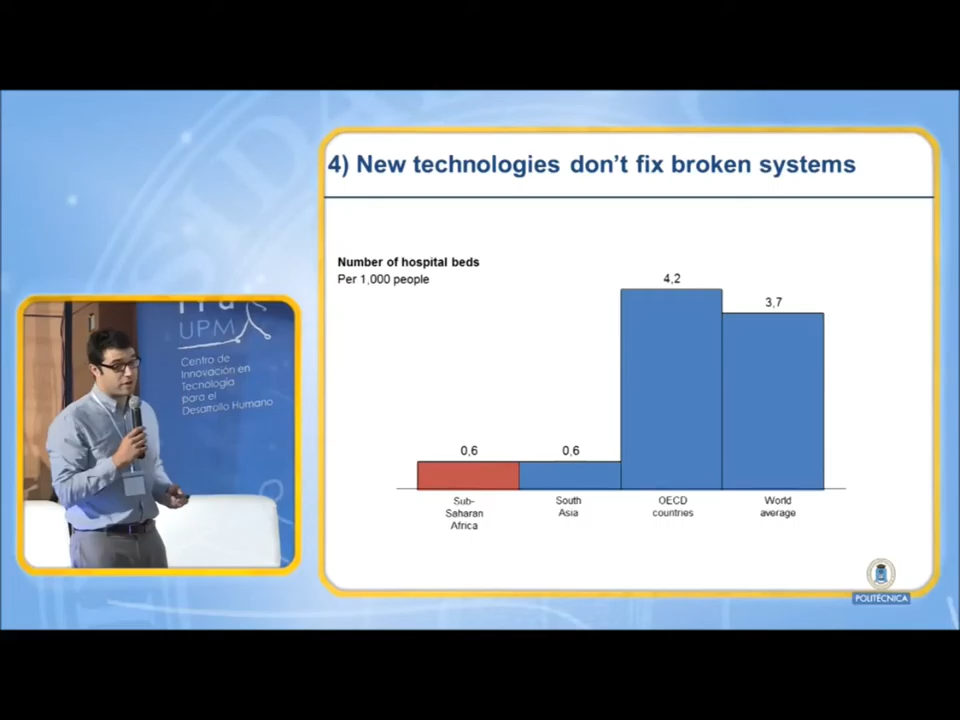 4) New technologies don't fix broken systems
Number of hospital beds
Per 1,000 people
4,2
3,7
0,6
0,6
Sub-
Saharan
Africa
South
Asia
OECD
countries
World
average
UPM
Centro de
Innovación en
Tecnología
para el
Desarrollo Humano
POLITÉCNICA